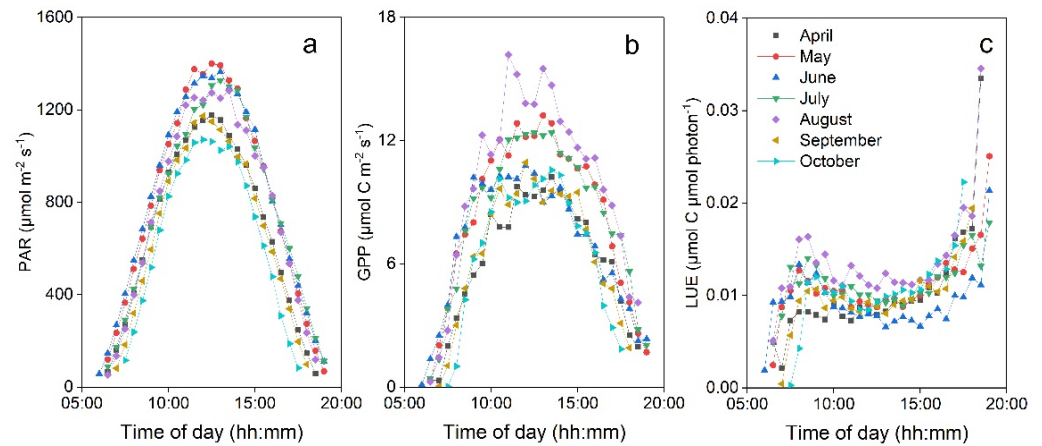 1600
1200
800
400
0
PAR (μmol m⁻² s⁻¹)
a
05:00 10:00 15:00 20:00
Time of day (hh:mm)
18
12
6
0
GPP (μmol C m⁻² s⁻¹)
b
05:00 10:00 15:00 20:00
Time of day (hh:mm)
0.04
0.03
0.02
0.01
0.00
LUE (μmol C μmol photon⁻¹)
c
April
May
June
July
August
September
October
05:00 10:00 15:00 20:00
Time of day (hh:mm)